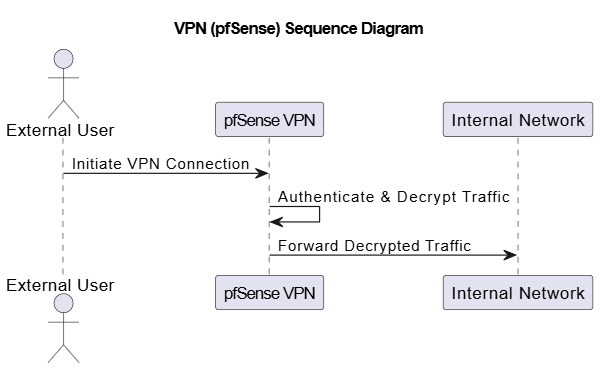 VPN (pfSense) Sequence Diagram
External User
pfSense VPN
Internal Network
Initiate VPN Connection
Authenticate & Decrypt Traffic
Forward Decrypted Traffic
External User
pfSense VPN
Internal Network